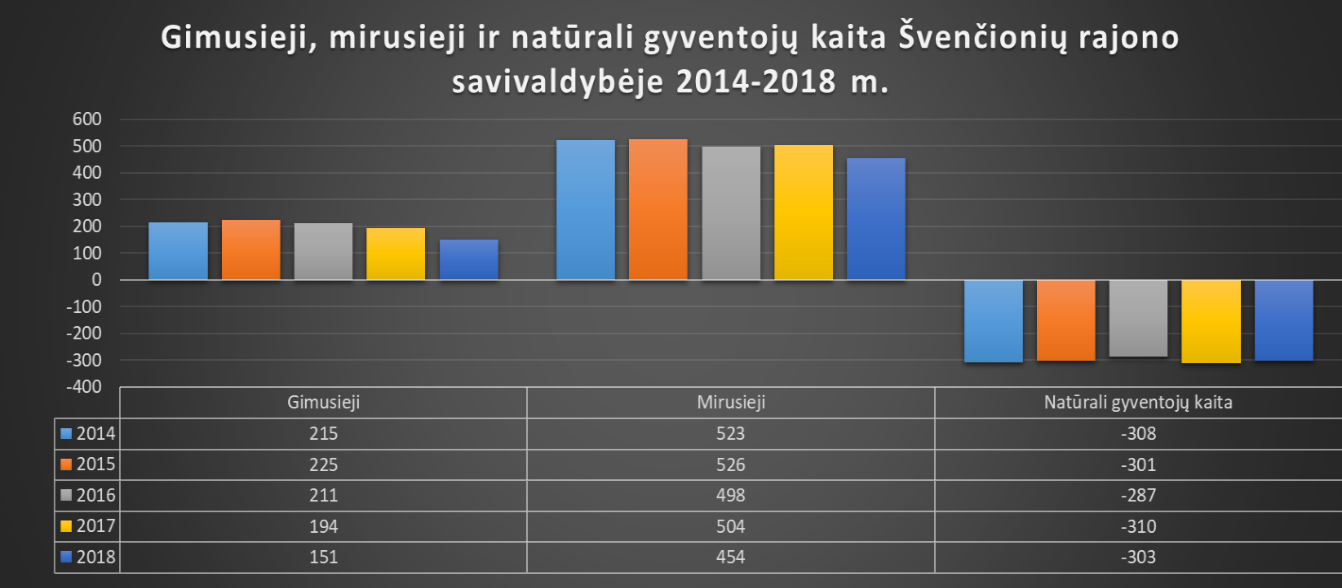 Gimusieji, mirusieji ir natūrali gyventojų kaita Švenčionių rajono
savivaldybėje 2014-2018 m.
600
500
400
300
200
100
0
-100
-200
-300
-400
Gimusieji Mirusieji Natūrali gyventojų kaita
2014 215 523 -308
2015 225 526 -301
2016 211 498 -287
2017 194 504 -310
2018 151 454 -303